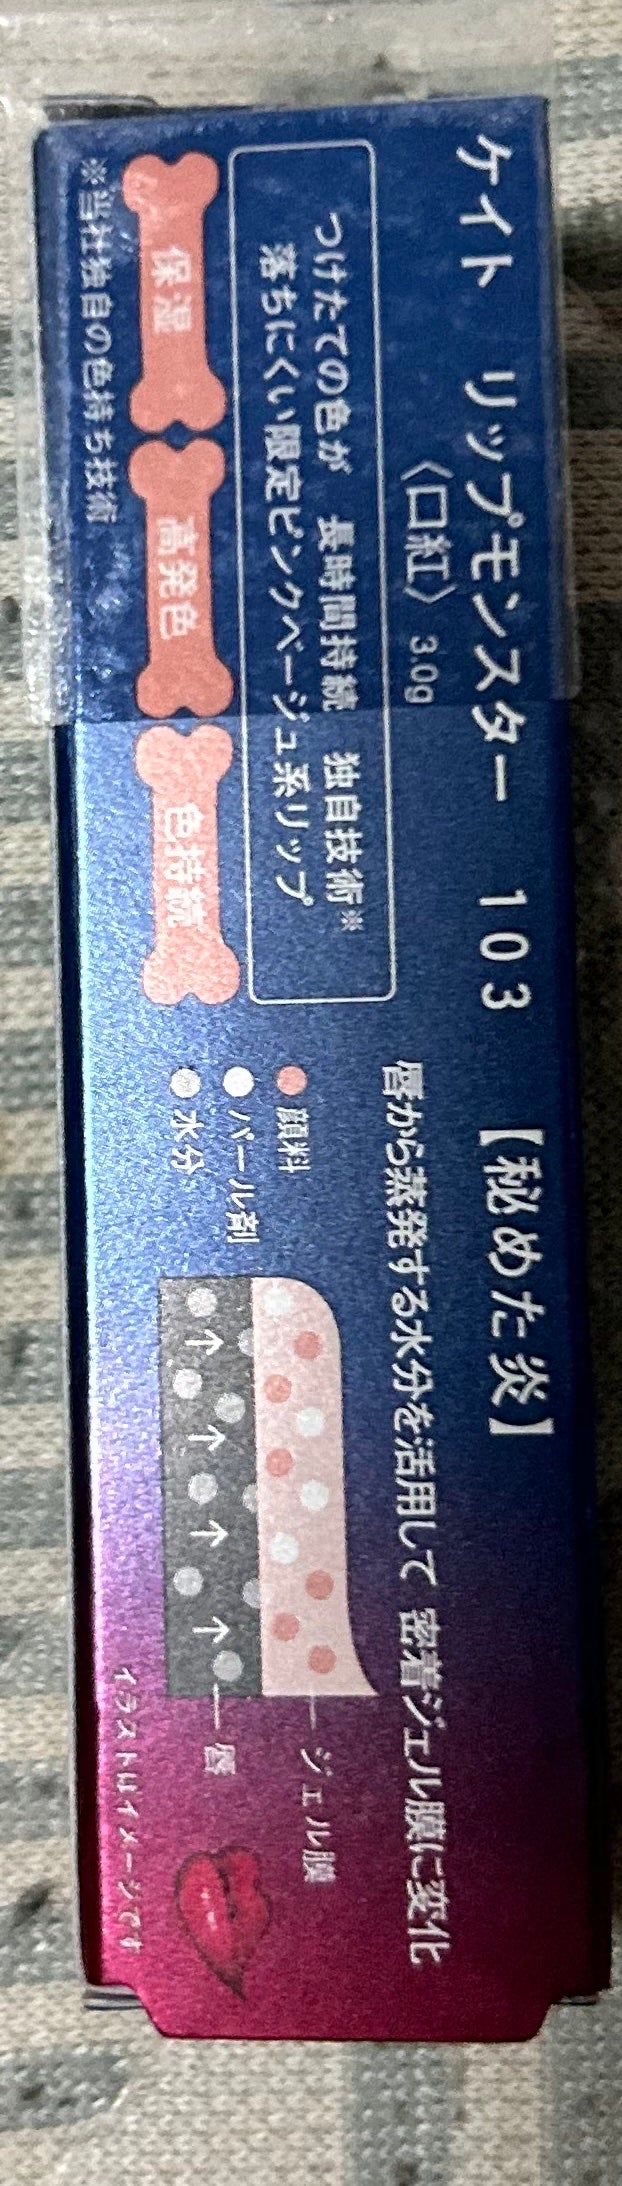 ケイト リップモンスター 103 【秘めた炎】
〈口紅〉 3.0g
つけたての色が 長時間持続 独自技術※
落ちにくい限定ピンクベージュ系リップ
保湿 高発色 色持続
※当社独自の色持ち技術
唇から蒸発する水分を活用して 密着ジェル膜に変化
顔料
パール剤
水分
ジェル膜
唇
イラストはイメージです